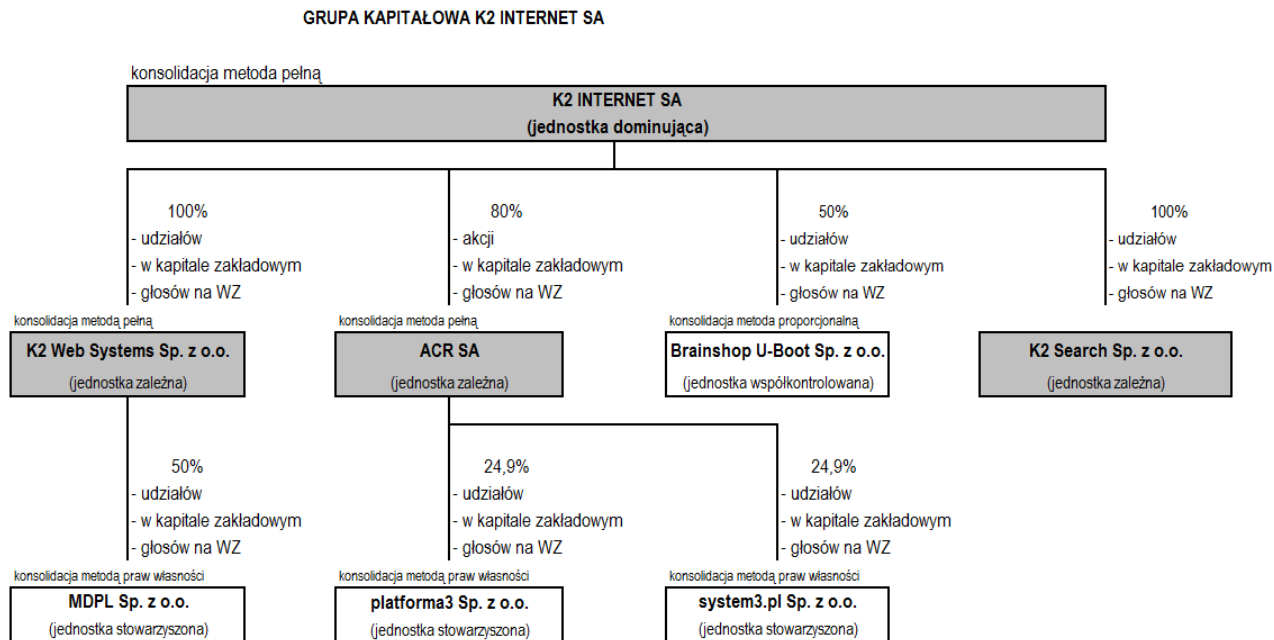 GRUPA KAPITAŁOWA K2 INTERNET SA
konsolidacja metoda pełną
K2 INTERNET SA
(jednostka dominująca)
100%
- udziałów
- w kapitale zakładowym
- głosów na WZ
80%
- akcji
- w kapitale zakładowym
- głosów na WZ
50%
- udziałów
- w kapitale zakładowym
- głosów na WZ
100%
- udziałów
- w kapitale zakładowym
- głosów na WZ
konsolidacja metodą pełną
K2 Web Systems Sp. z o.o.
(jednostka zależna)
konsolidacja metoda pełną
ACR SA
(jednostka zależna)
konsolidacja metoda proporcjonalną
Brainshop U-Boot Sp. z o.o.
(jednostka współkontrolowana)
K2 Search Sp. z o.o.
(jednostka zależna)
50%
- udziałów
- w kapitale zakładowym
- głosów na WZ
24,9%
- udziałów
- w kapitale zakładowym
- głosów na WZ
24,9%
- udziałów
- w kapitale zakładowym
- głosów na WZ
konsolidacja metodą praw własności
MDPL Sp. z o.o.
(jednostka stowarzyszona)
konsolidacja metodą praw własności
platforma3 Sp. z o.o.
(jednostka stowarzyszona)
konsolidacja metodą praw własności
system3.pl Sp. z o.o.
(jednostka stowarzyszona)